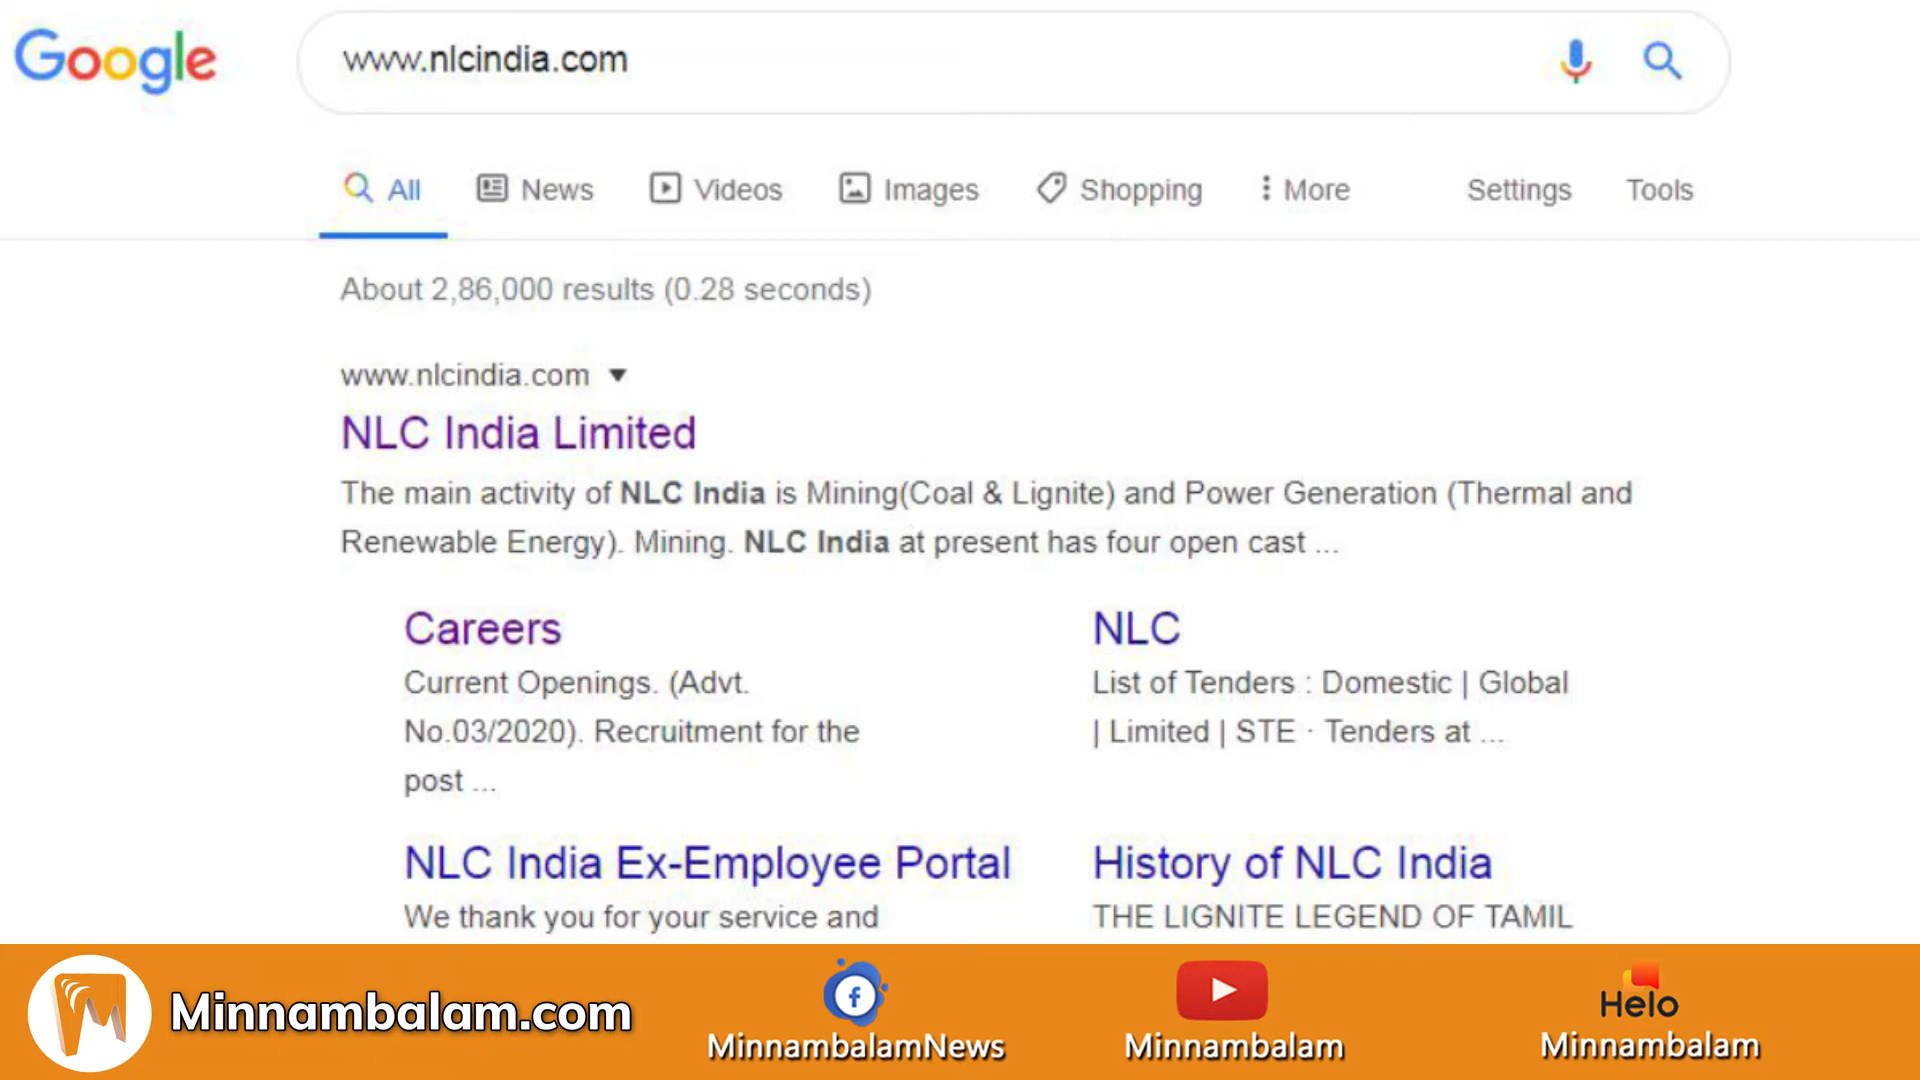 Google
www.nlcindia.com
All News Videos Images Shopping More Settings Tools
About 2,86,000 results (0.28 seconds)
www.nlcindia.com
NLC India Limited
The main activity of NLC India is Mining(Coal & Lignite) and Power Generation (Thermal and
Renewable Energy). Mining. NLC India at present has four open cast ...
Careers
Current Openings. (Advt.
No.03/2020). Recruitment for the
post ...
NLC
List of Tenders : Domestic | Global
| Limited | STE · Tenders at ...
NLC India Ex-Employee Portal
We thank you for your service and
History of NLC India
THE LIGNITE LEGEND OF TAMIL
Minnambalam.com
MinnambalamNews
Minnambalam
Helo
Minnambalam